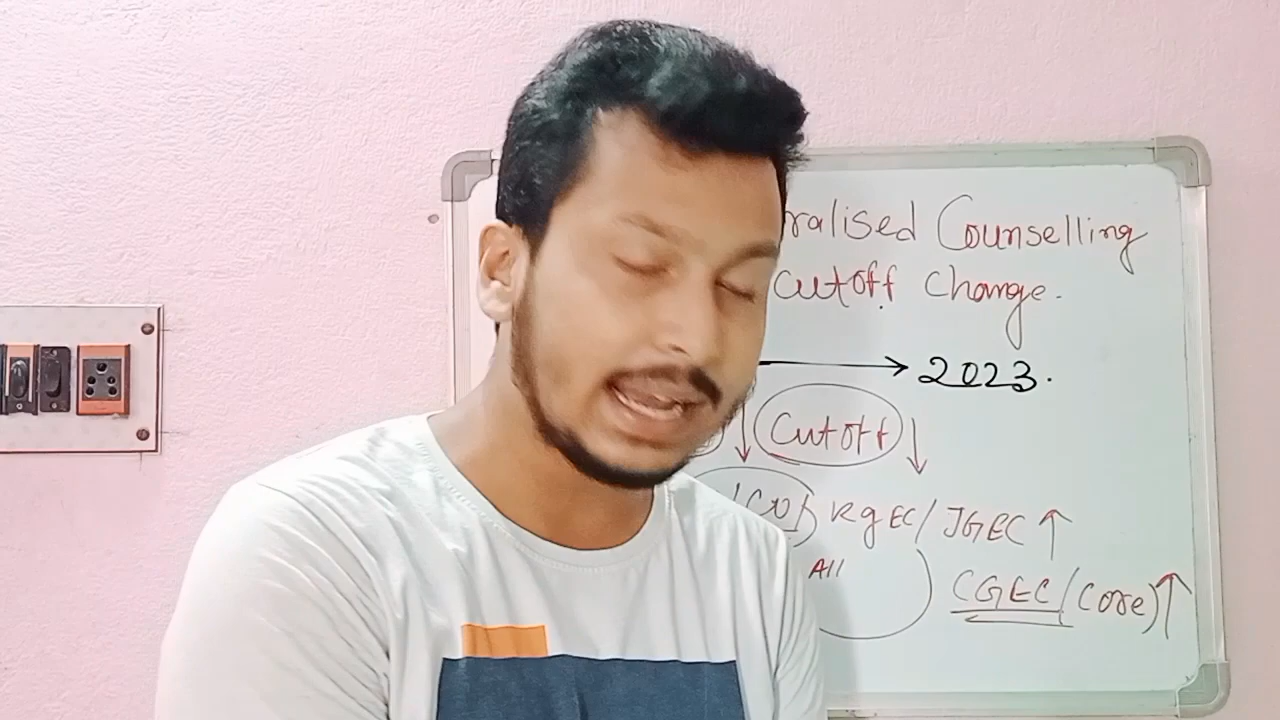 ralised Counselling
cutoff change.
→ 2023.
↓ Cutoff ↓
RgEC/ JGEC ↑
All CGEC/(core) ↑